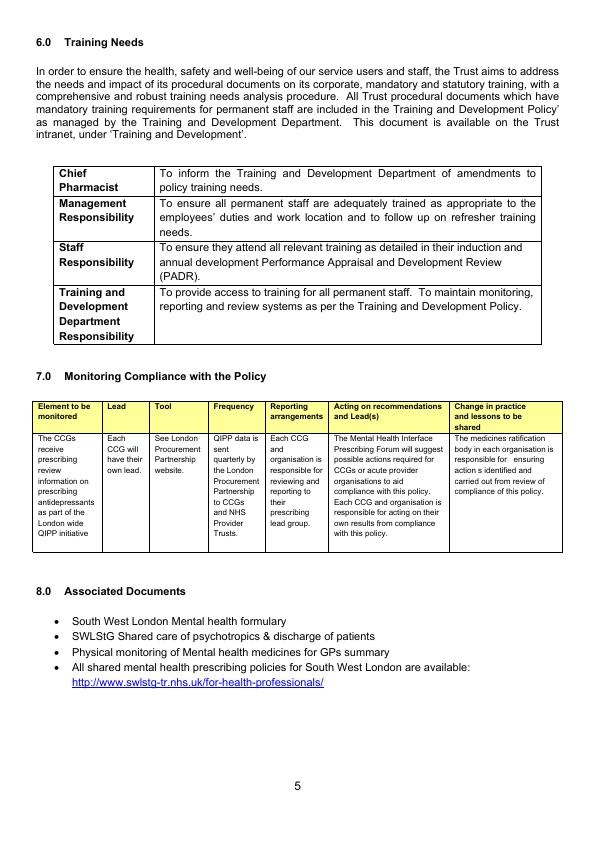 6.0 Training Needs
In order to ensure the health, safety and well-being of our service users and staff, the Trust aims to address
the needs and impact of its procedural documents on its corporate, mandatory and statutory training, with a
comprehensive and robust training needs analysis procedure. All Trust procedural documents which have
mandatory training requirements for permanent staff are included in the Training and Development Policy'
as managed by the Training and Development Department. This document is available on the Trust
intranet, under 'Training and Development'.
Chief
Pharmacist
To inform the Training and Development Department of amendments to
policy training needs.
Management
Responsibility
To ensure all permanent staff are adequately trained as appropriate to the
employees' duties and work location and to follow up on refresher training
needs.
Staff
Responsibility
To ensure they attend all relevant training as detailed in their induction and
annual development Performance Appraisal and Development Review
(PADR).
Training and
Development
Department
Responsibility
To provide access to training for all permanent staff. To maintain monitoring,
reporting and review systems as per the Training and Development Policy.
7.0 Monitoring Compliance with the Policy
Element to be
monitored
Lead
Tool
Frequency
Reporting
arrangements
Acting on recommendations
and Lead(s)
Change in practice
and lessons to be
shared
The CCGs
receive
prescribing
review
information on
prescribing
antidepressants
as part of the
London wide
QIPP initiative
Each
CCG will
have their
own lead.
See London
Procurement
Partnership
website.
QIPP data is
sent
quarterly by
the London
Procurement
Partnership
to CCGs
and NHS
Provider
Trusts.
Each CCG
and
organisation is
responsible for
reviewing and
reporting to
their
prescribing
lead group.
The Mental Health Interface
Prescribing Forum will suggest
possible actions required for
CCGs or acute provider
organisations to aid
compliance with this policy.
Each CCG and organisation is
responsible for acting on their
own results from compliance
with this policy.
The medicines ratification
body in each organisation is
responsible for ensuring
action s identified and
carried out from review of
compliance of this policy.
8.0 Associated Documents
• South West London Mental health formulary
• SWLStG Shared care of psychotropics & discharge of patients
• Physical monitoring of Mental health medicines for GPs summary
• All shared mental health prescribing policies for South West London are available:
http://www.swlstg-tr.nhs.uk/for-health-professionals/
5